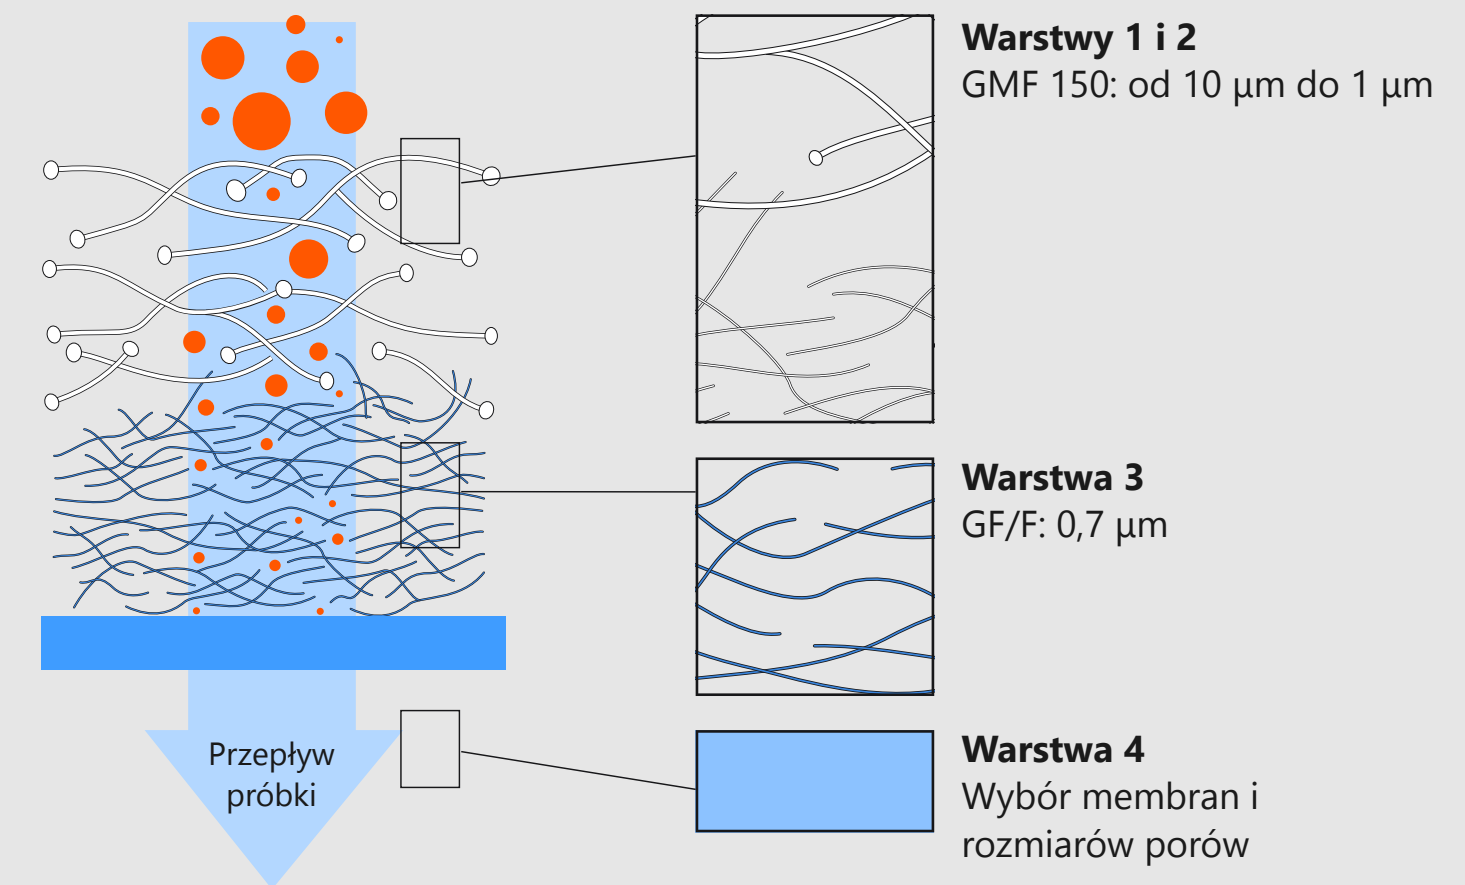 Warstwy 1 i 2
GMF 150: od 10 µm do 1 µm
Warstwa 3
GF/F: 0,7 µm
Warstwa 4
Wybór membran i
rozmiarów porów
Przepływ
próbki